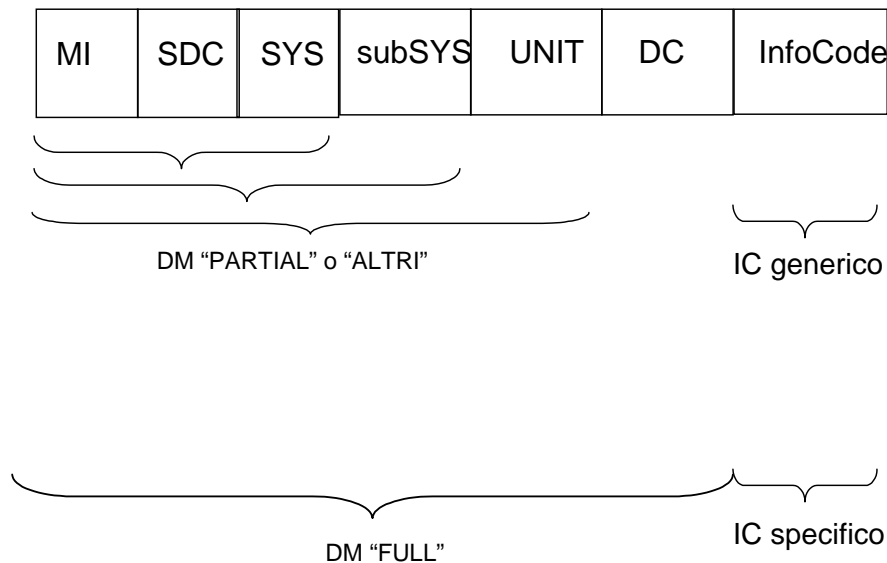 MI SDC SYS subSYS UNIT DC InfoCode
DM “PARTIAL” o “ALTRI”
IC generico
DM “FULL”
IC specifico